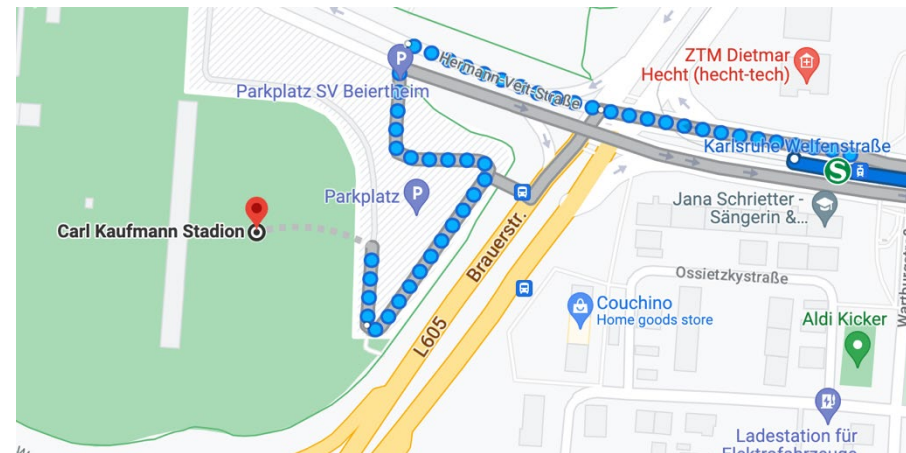 ZTM Dietmar
Hecht (hecht-tech)
P
Hermann-Veit-Straße
Parkplatz SV Beiertheim
Karlsruhe Welfenstraße
S
Parkplatz P
Jana Schrietter -
Sängerin &...
Carl Kaufmann Stadion
Brauerstr.
L605
Ossietzkystraße
Couchino
Home goods store
Aldi Kicker
Ladestation für
Elektrofahrzeuge